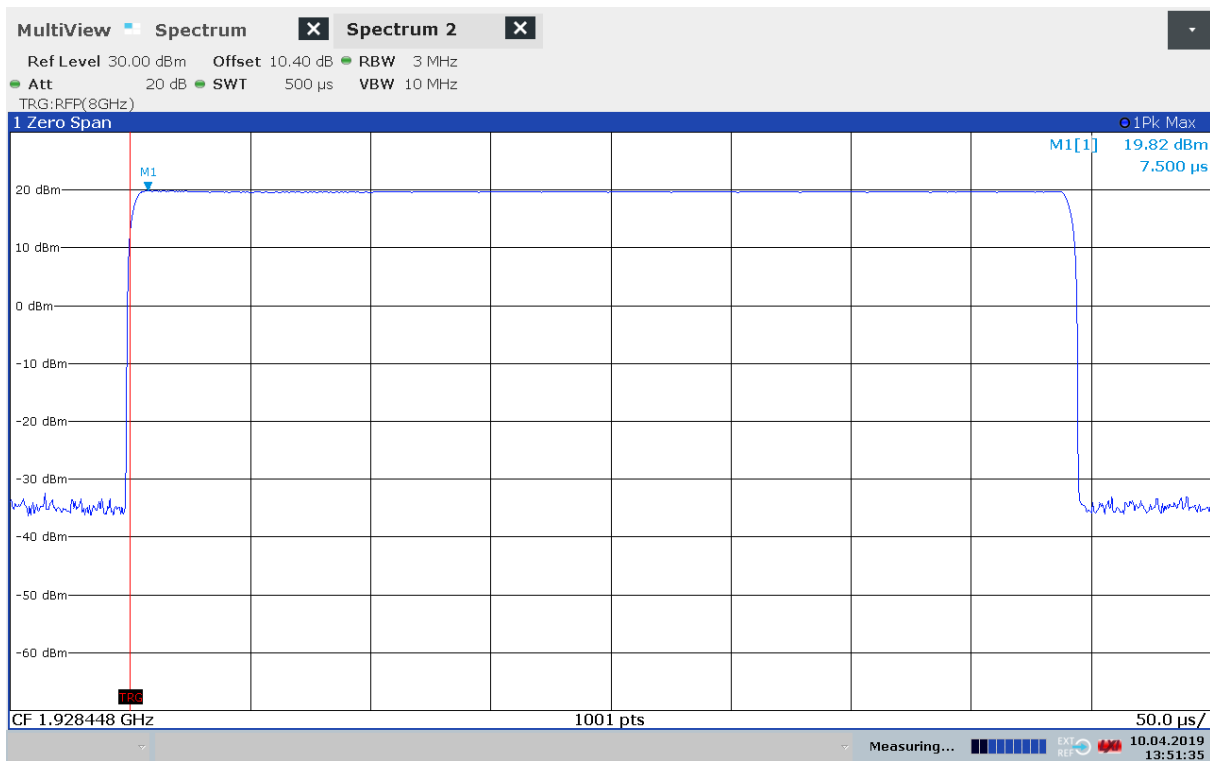 MultiView Spectrum X Spectrum 2 X
Ref Level 30.00 dBm Offset 10.40 dB RBW 3 MHz
Att 20 dB SWT 500 µs VBW 10 MHz
TRG:RFP(8GHz)
1 Zero Span 1Pk Max
M1[1] 19.82 dBm
7.500 µs
M1
20 dBm
10 dBm
0 dBm
-10 dBm
-20 dBm
-30 dBm
-40 dBm
-50 dBm
-60 dBm
TRG
CF 1.928448 GHz 1001 pts 50.0 µs/
Measuring... EXT REF 10.04.2019
13:51:35